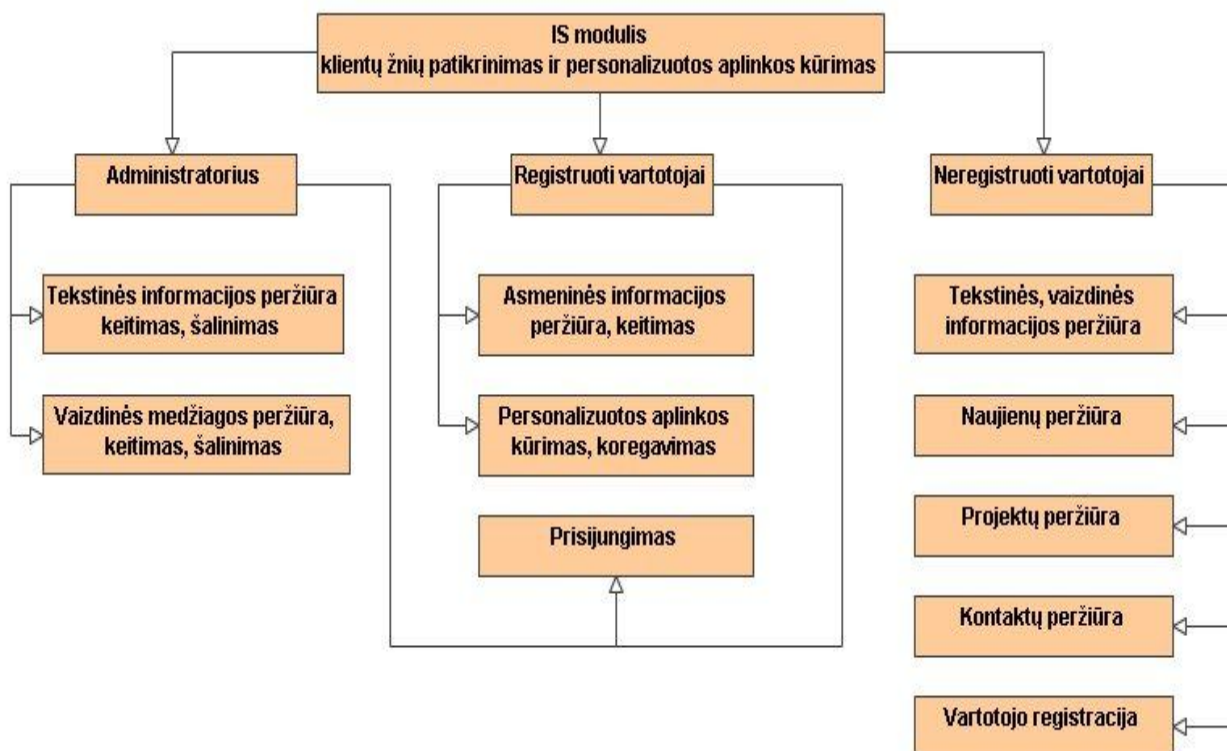 IS modulis
klientų žnių patikrinimas ir personalizuotos aplinkos kūrimas
Administratorius
Registruoti vartotojai
Neregistruoti vartotojai
Tekstinės informacijos peržiūra
keitimas, šalinimas
Asmeninės informacijos
peržiūra, keitimas
Tekstinės, vaizdinės
informacijos peržiūra
Vaizdinės medžiagos peržiūra,
keitimas, šalinimas
Personalizuotos aplinkos
kūrimas, koregavimas
Naujienų peržiūra
Prisijungimas
Projektų peržiūra
Kontaktų peržiūra
Vartotojo registracija